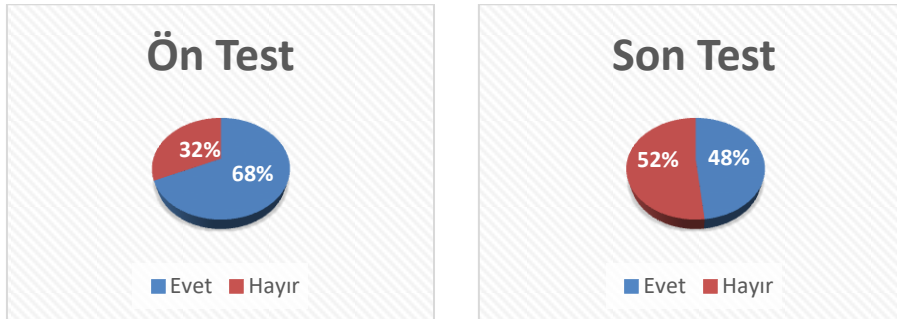 Ön Test
32%
68%
Evet Hayır
Son Test
52%
48%
Evet Hayır